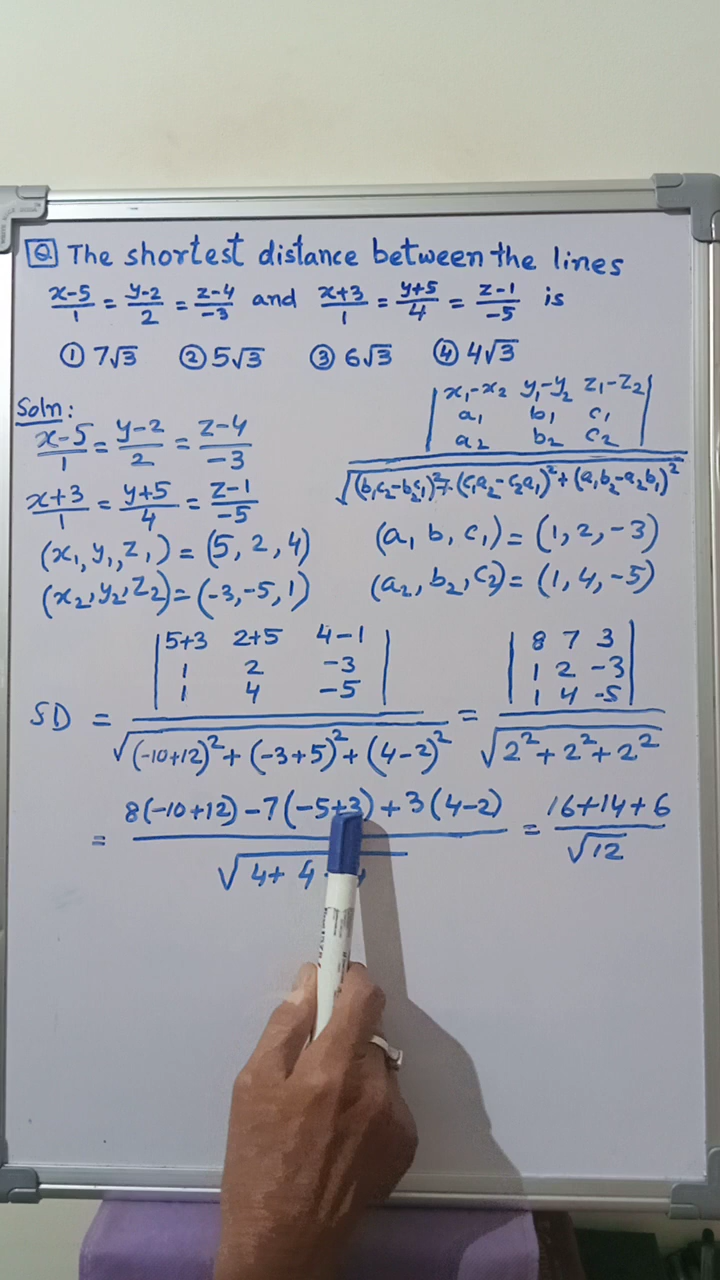 Q The shortest distance between the lines
x-5/1 = y-2/2 = z-4/-3 and x+3/1 = y+5/4 = z-1/-5 is
① 7√3 ② 5√3 ③ 6√3 ④ 4√3
Soln:
x-5/1 = y-2/2 = z-4/-3
x+3/1 = y+5/4 = z-1/-5
|x₁-x₂ y₁-y₂ z₁-z₂|
|a₁ b₁ c₁|
|a₂ b₂ c₂|
√(b₁c₂-b₂c₁)²+(c₁a₂-c₂a₁)²+(a₁b₂-a₂b₁)²
(x₁,y₁,z₁) = (5, 2, 4)
(a₁ b₁ c₁) = (1, 2, -3)
(x₂,y₂,z₂) = (-3,-5,1)
(a₂,b₂,c₂) = (1, 4, -5)
|5+3 2+5 4-1| |8 7 3|
|1 2 -3| |1 2 -3|
|1 4 -5| |1 4 -5|
SD = =
√(-10+12)²+(-3+5)²+(4-2)² √2²+2²+2²
= 8(-10+12)-7(-5+3)+3(4-2) = 16+14+6
√4+4 √12